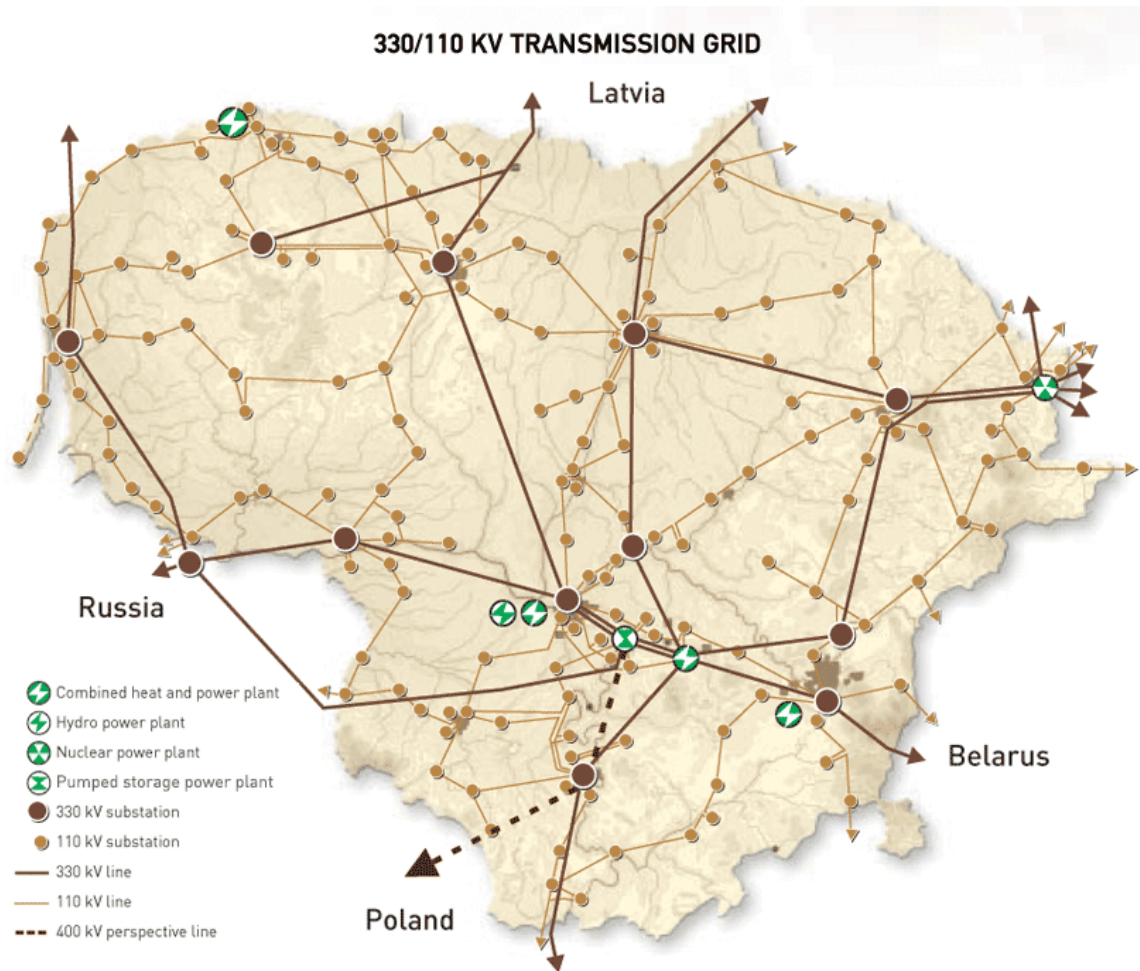 330/110 KV TRANSMISSION GRID
Latvia
Russia
Belarus
Poland
Combined heat and power plant
Hydro power plant
Nuclear power plant
Pumped storage power plant
330 kV substation
110 kV substation
330 kV line
110 kV line
400 kV perspective line